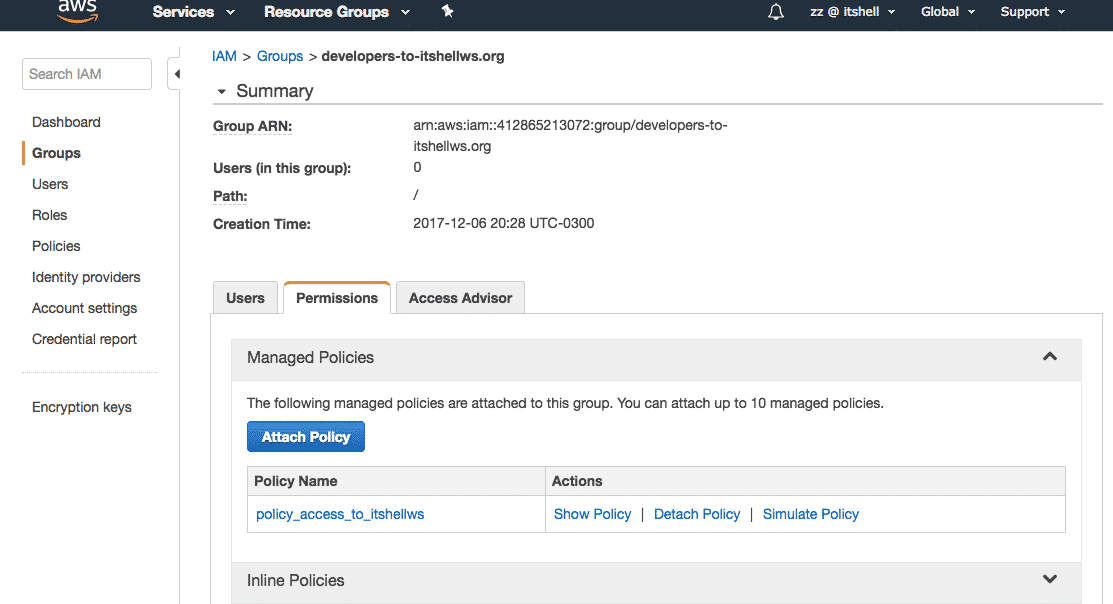 aws Services Resource Groups zz @ itshell Global Support
Search IAM
Dashboard
Groups
Users
Roles
Policies
Identity providers
Account settings
Credential report
Encryption keys
IAM > Groups > developers-to-itshellws.org
Summary
Group ARN: arn:aws:iam::412865213072:group/developers-to-
itshellws.org
Users (in this group): 0
Path: /
Creation Time: 2017-12-06 20:28 UTC-0300
Users Permissions Access Advisor
Managed Policies
The following managed policies are attached to this group. You can attach up to 10 managed policies.
Attach Policy
Policy Name Actions
policy_access_to_itshellws Show Policy | Detach Policy | Simulate Policy
Inline Policies